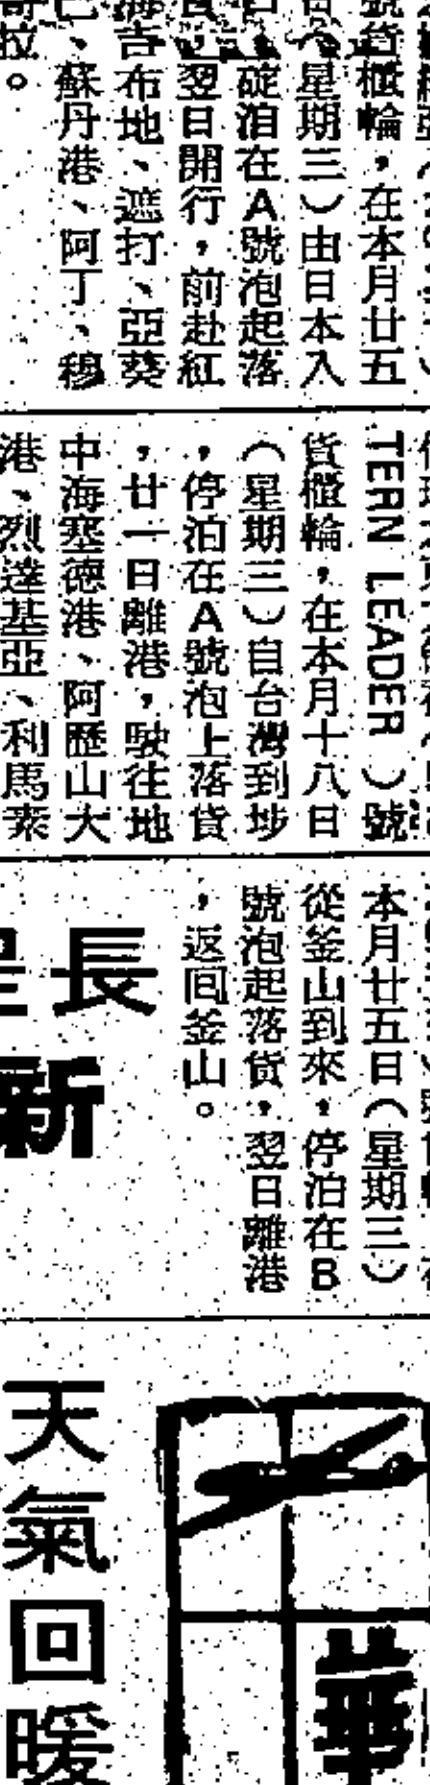 號貨櫃輪，在本月廿五
（星期三）由日本入
碇泊在A號泡起落
翌日開行，前赴紅
海吉布地、遮打、亞葵
巴、蘇丹港、阿丁、穆
哥拉。
TERN LEADER）號
貨櫃輪，在本月十八日
（星期三）自台灣到埗
，停泊在A號泡上落貨
，廿一日離港，駛往地
中海塞德港、阿歷山大
港、烈達基亞、利馬素
本月廿五日（星期三）
從釜山到來，停泊在B
號泡起落貨，翌日離港
，返回釜山。
長
星
新
天氣回暖
華